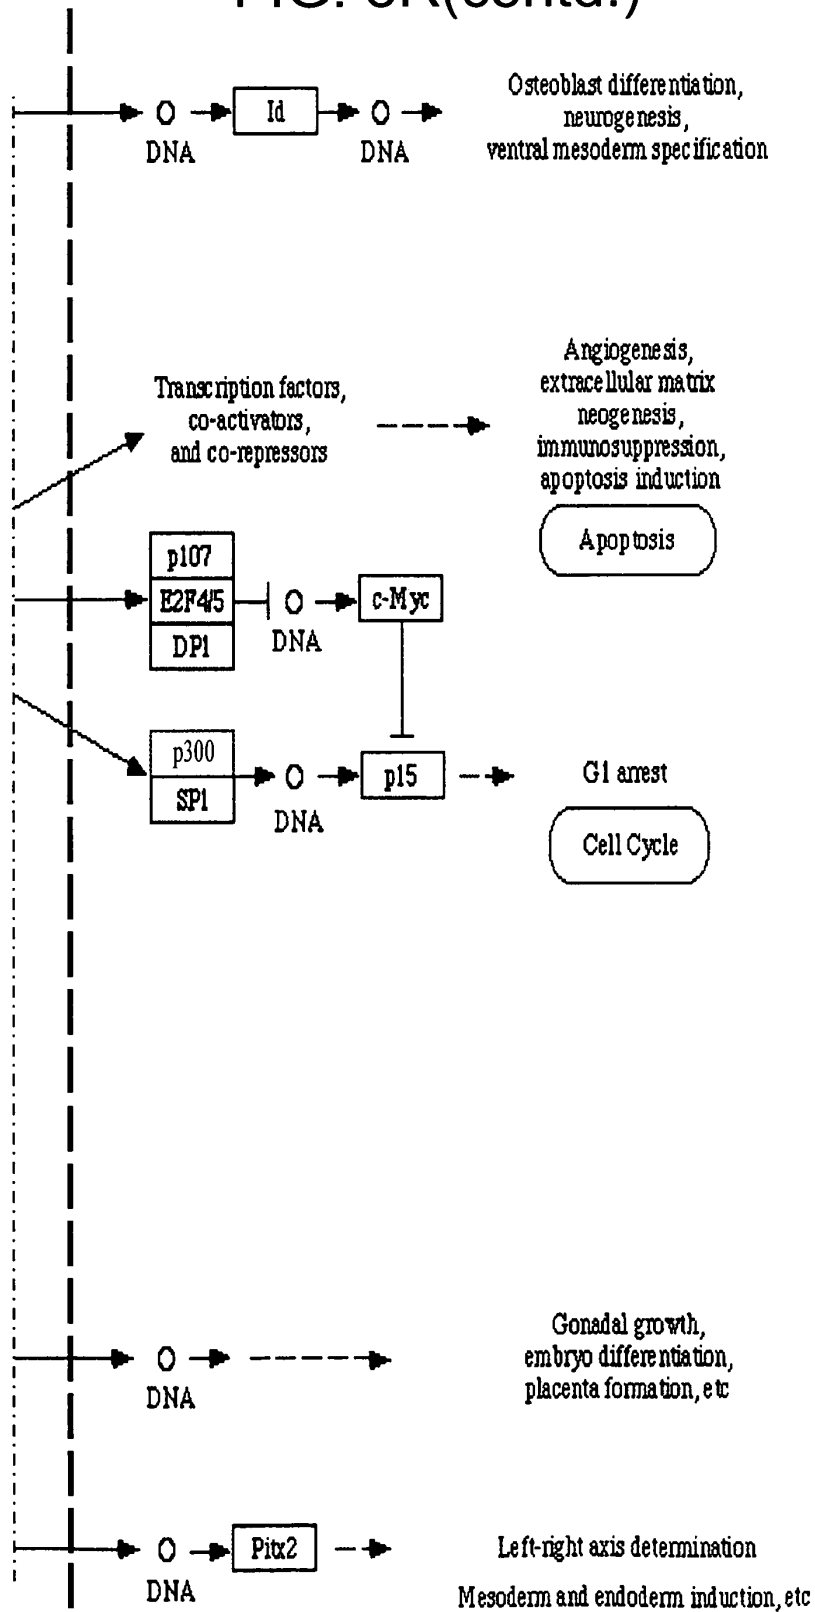 FIG. 8K(contd.)
Id
DNA
DNA
Osteoblast differentiation,
neurogenesis,
ventral mesoderm specification
Transcription factors,
co-activators,
and co-repressors
Angiogenesis,
extracellular matrix
neogenesis,
immunosuppression,
apoptosis induction
Apoptosis
p107
E2F4/5
DP1
DNA
c-Myc
p300
SP1
DNA
p15
G1 arrest
Cell Cycle
DNA
Gonadal growth,
embryo differentiation,
placenta formation, etc
DNA
Pitx2
Left-right axis determination
Mesoderm and endoderm induction, etc